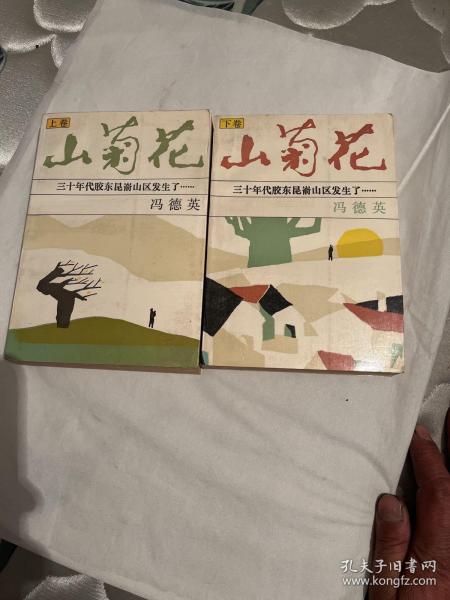 上卷
山菊花
三十年代胶东昆嵛山区发生了……
冯德英
下卷
山菊花
三十年代胶东昆嵛山区发生了……
冯德英
孔夫子旧书网
www.kongfz.com